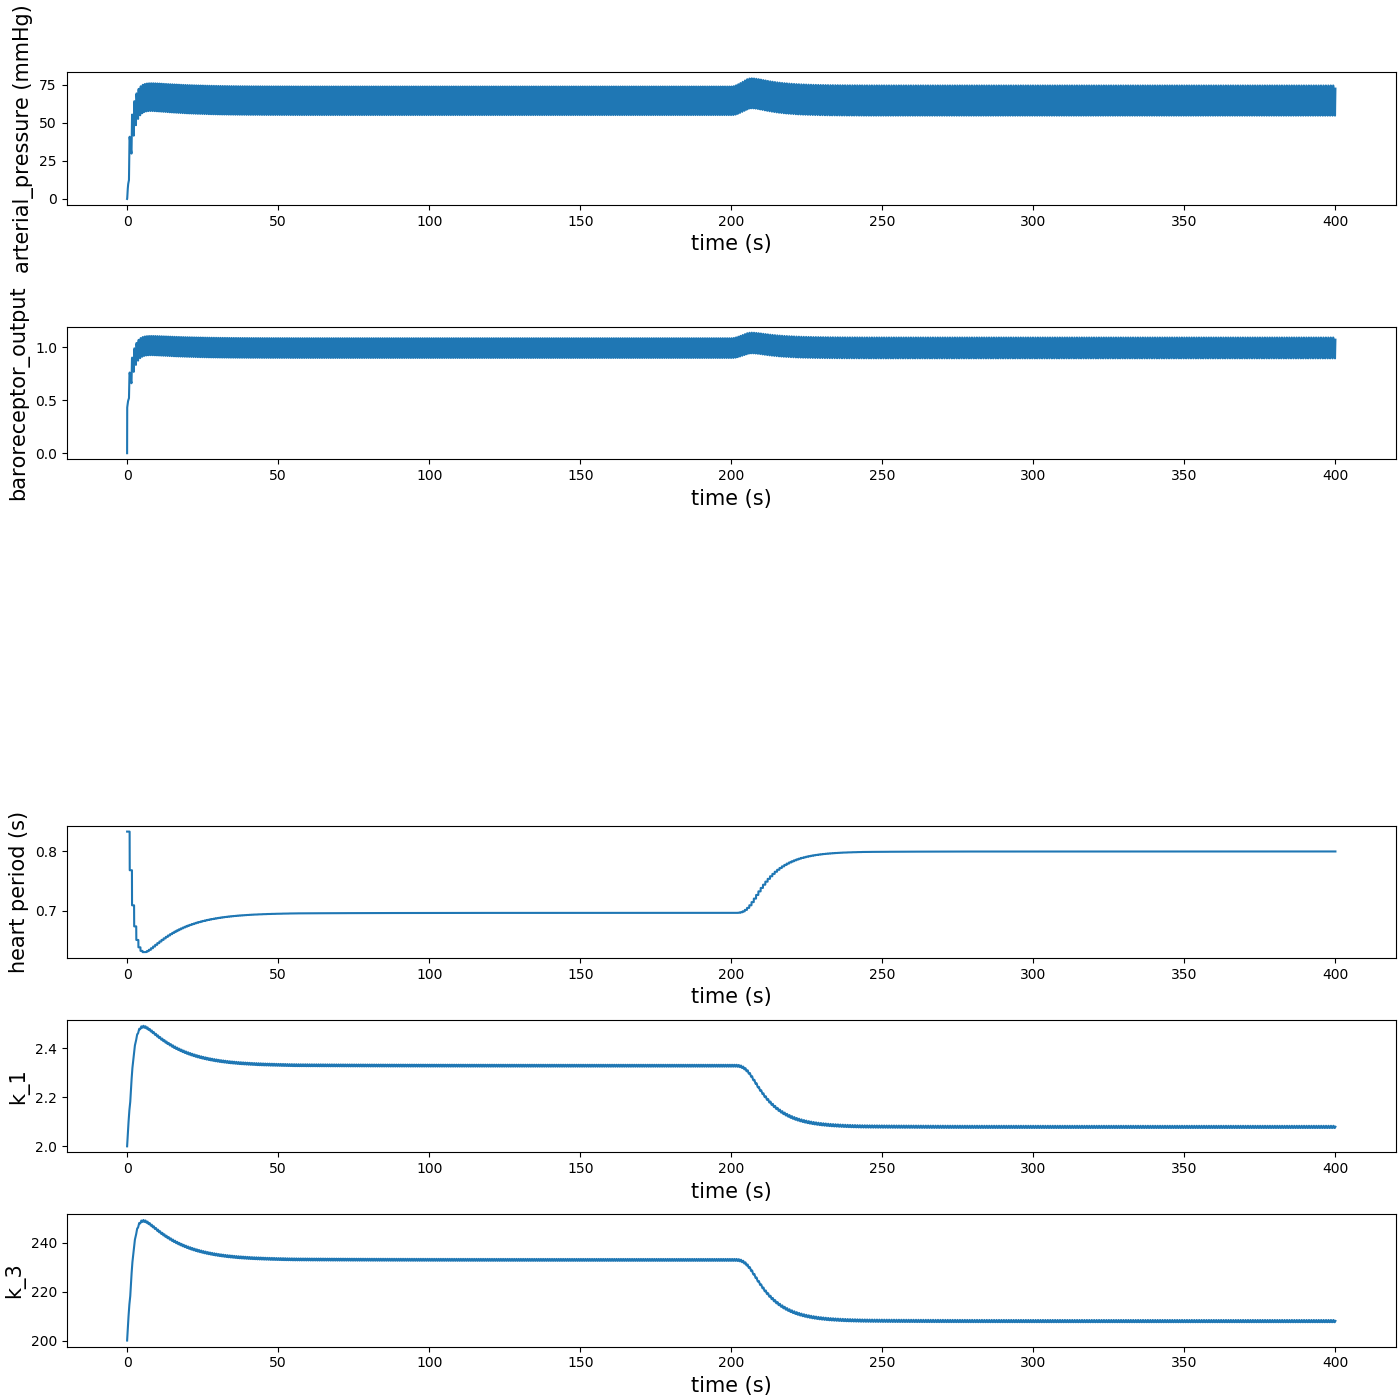 arterial_pressure (mmHg)
75
50
25
0
0 50 100 150 200 250 300 350 400
time (s)
baroreceptor_output
1.0
0.5
0.0
0 50 100 150 200 250 300 350 400
time (s)
heart period (s)
0.8
0.7
0 50 100 150 200 250 300 350 400
time (s)
k_1
2.4
2.2
2.0
0 50 100 150 200 250 300 350 400
time (s)
k_3
240
220
200
0 50 100 150 200 250 300 350 400
time (s)